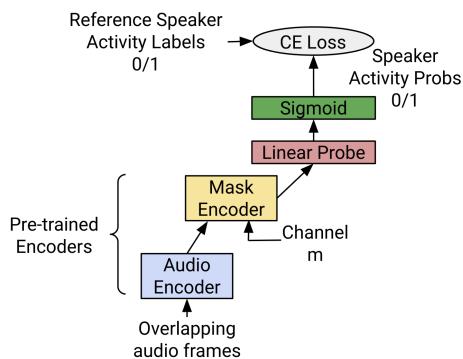 Reference Speaker
Activity Labels
0/1
CE Loss
Speaker
Activity Probs
0/1
Sigmoid
Linear Probe
Mask
Encoder
Pre-trained
Encoders
Channel
m
Audio
Encoder
Overlapping
audio frames